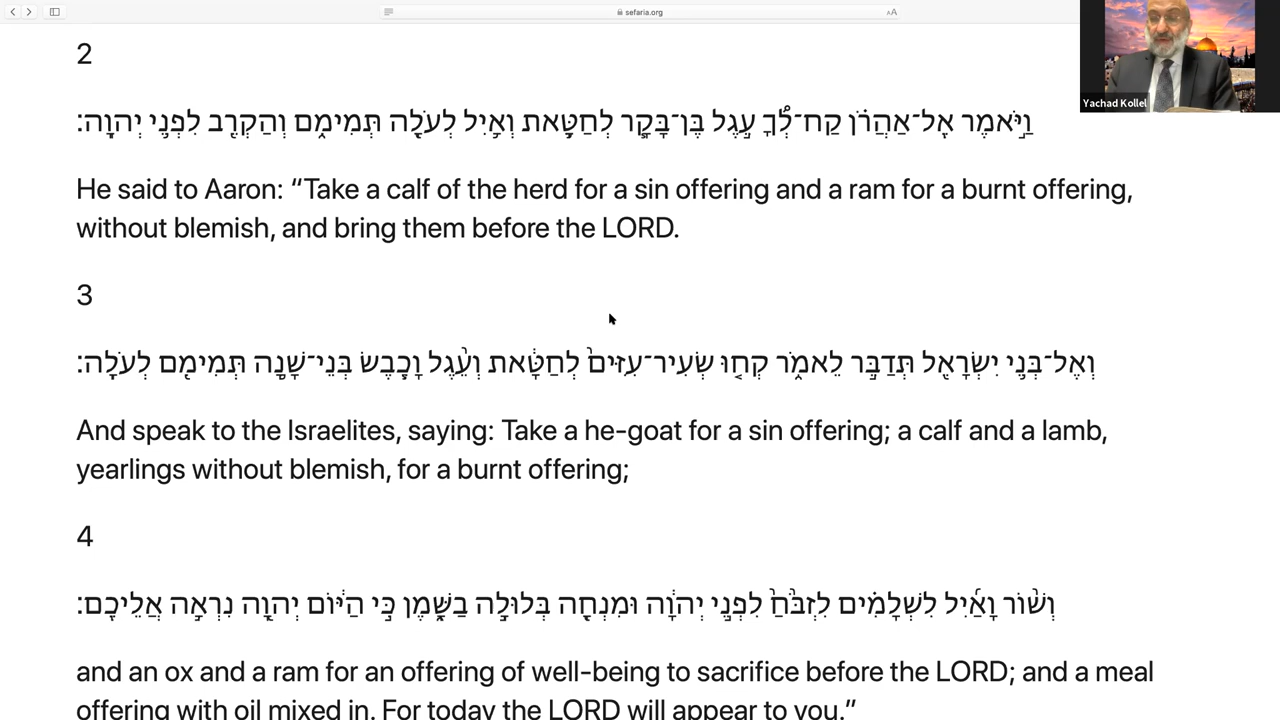 sefaria.org
Yachad Kollel
2
וַיֹּ֣אמֶר אֶֽל־אַהֲרֹ֗ן קַח־לְ֠ךָ עֵ֣גֶל בֶּן־בָּקָ֧ר לְחַטָּ֛את וְאַ֥יִל לְעֹלָ֖ה תְּמִימִ֑ם וְהַקְרֵ֖ב לִפְנֵ֥י יְהוָֽה׃
He said to Aaron: “Take a calf of the herd for a sin offering and a ram for a burnt offering,
without blemish, and bring them before the LORD.
3
וְאֶל־בְּנֵ֥י יִשְׂרָאֵ֖ל תְּדַבֵּ֣ר לֵאמֹ֑ר קְח֤וּ שְׂעִיר־עִזִּים֙ לְחַטָּ֔את וְעֵ֨גֶל וָכֶ֧בֶשׂ בְּנֵי־שָׁנָ֛ה תְּמִימִ֖ם לְעֹלָֽה׃
And speak to the Israelites, saying: Take a he-goat for a sin offering; a calf and a lamb,
yearlings without blemish, for a burnt offering;
4
וְשׁ֨וֹר וָאַ֜יִל לִשְׁלָמִ֗ים לִזְבֹּ֙חַ֙ לִפְנֵ֣י יְהוָ֔ה וּמִנְחָ֖ה בְּלוּלָ֣ה בַשָּׁ֑מֶן כִּ֣י הַיּ֔וֹם יְהוָ֖ה נִרְאָ֥ה אֲלֵיכֶֽם׃
and an ox and a ram for an offering of well-being to sacrifice before the LORD; and a meal
offering with oil mixed in. For today the LORD will appear to you.”